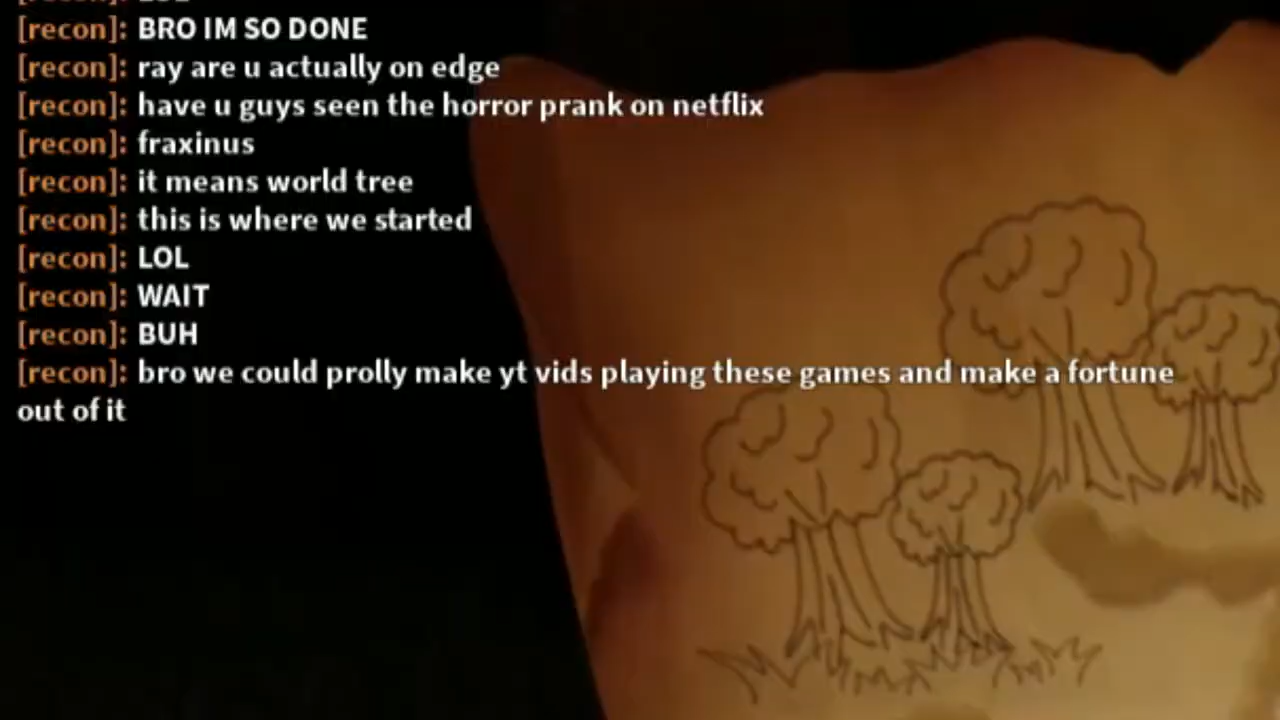 [recon]: BRO IM SO DONE
[recon]: ray are u actually on edge
[recon]: have u guys seen the horror prank on netflix
[recon]: fraxinus
[recon]: it means world tree
[recon]: this is where we started
[recon]: LOL
[recon]: WAIT
[recon]: BUH
[recon]: bro we could prolly make yt vids playing these games and make a fortune
out of it